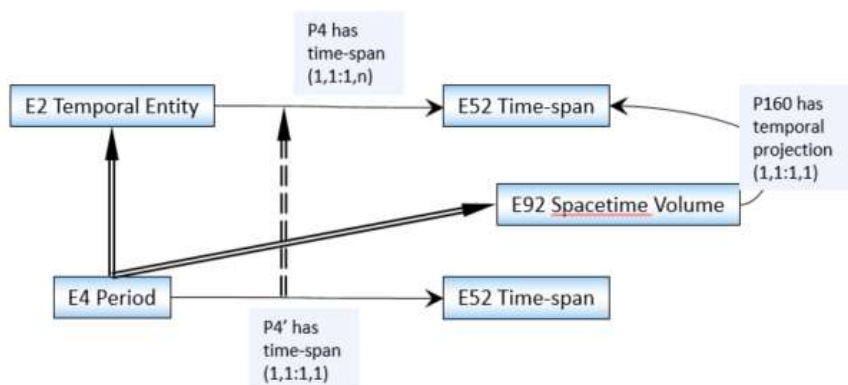 P4 has
time-span
(1,1:1,n)
E2 Temporal Entity
E52 Time-span
P160 has
temporal
projection
(1,1:1,1)
E92 Spacetime Volume
E4 Period
E52 Time-span
P4’ has
time-span
(1,1:1,1)